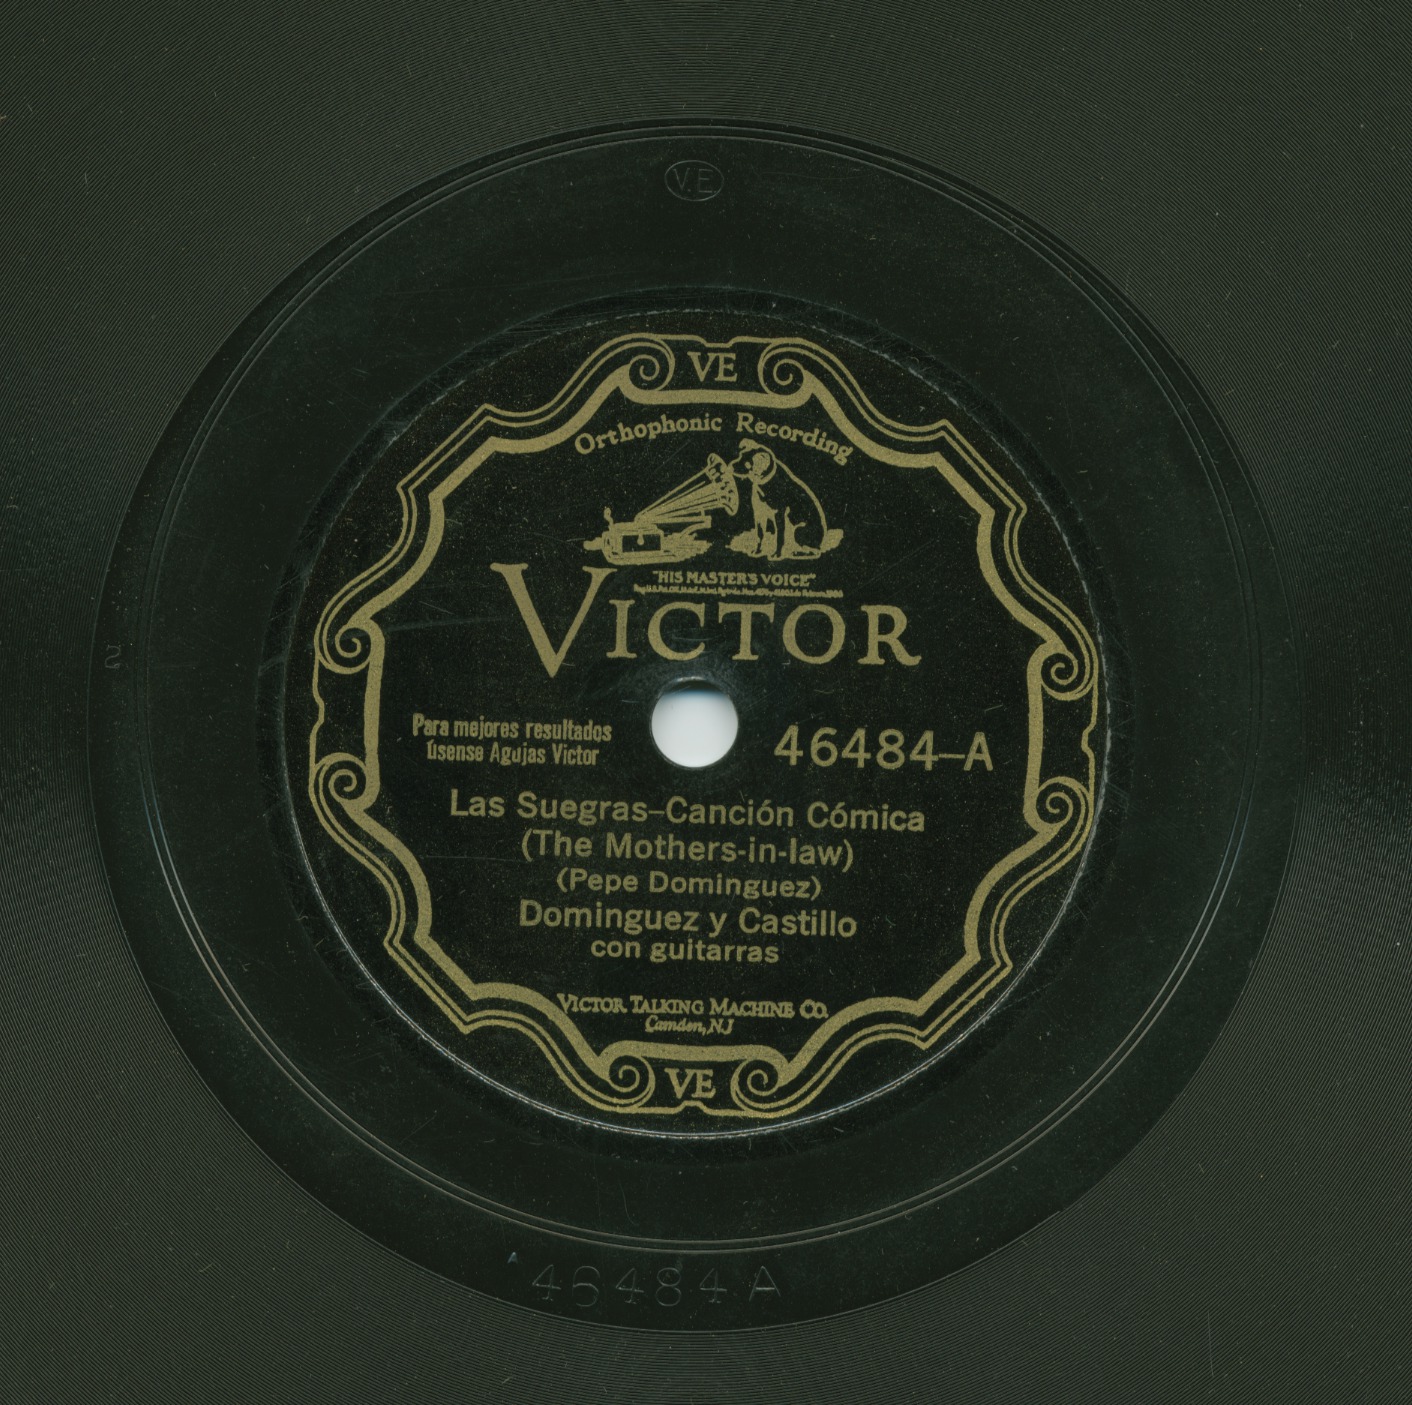 V.E
VE
Orthophonic Recording
"HIS MASTER'S VOICE"
VICTOR
Para mejores resultados
úsense Agujas Victor
46484-A
Las Suegras-Canción Cómica
(The Mothers-in-law)
(Pepe Dominguez)
Dominguez y Castillo
con guitarras
VICTOR TALKING MACHINE CO.
Camden, N.J
VE
46484 A